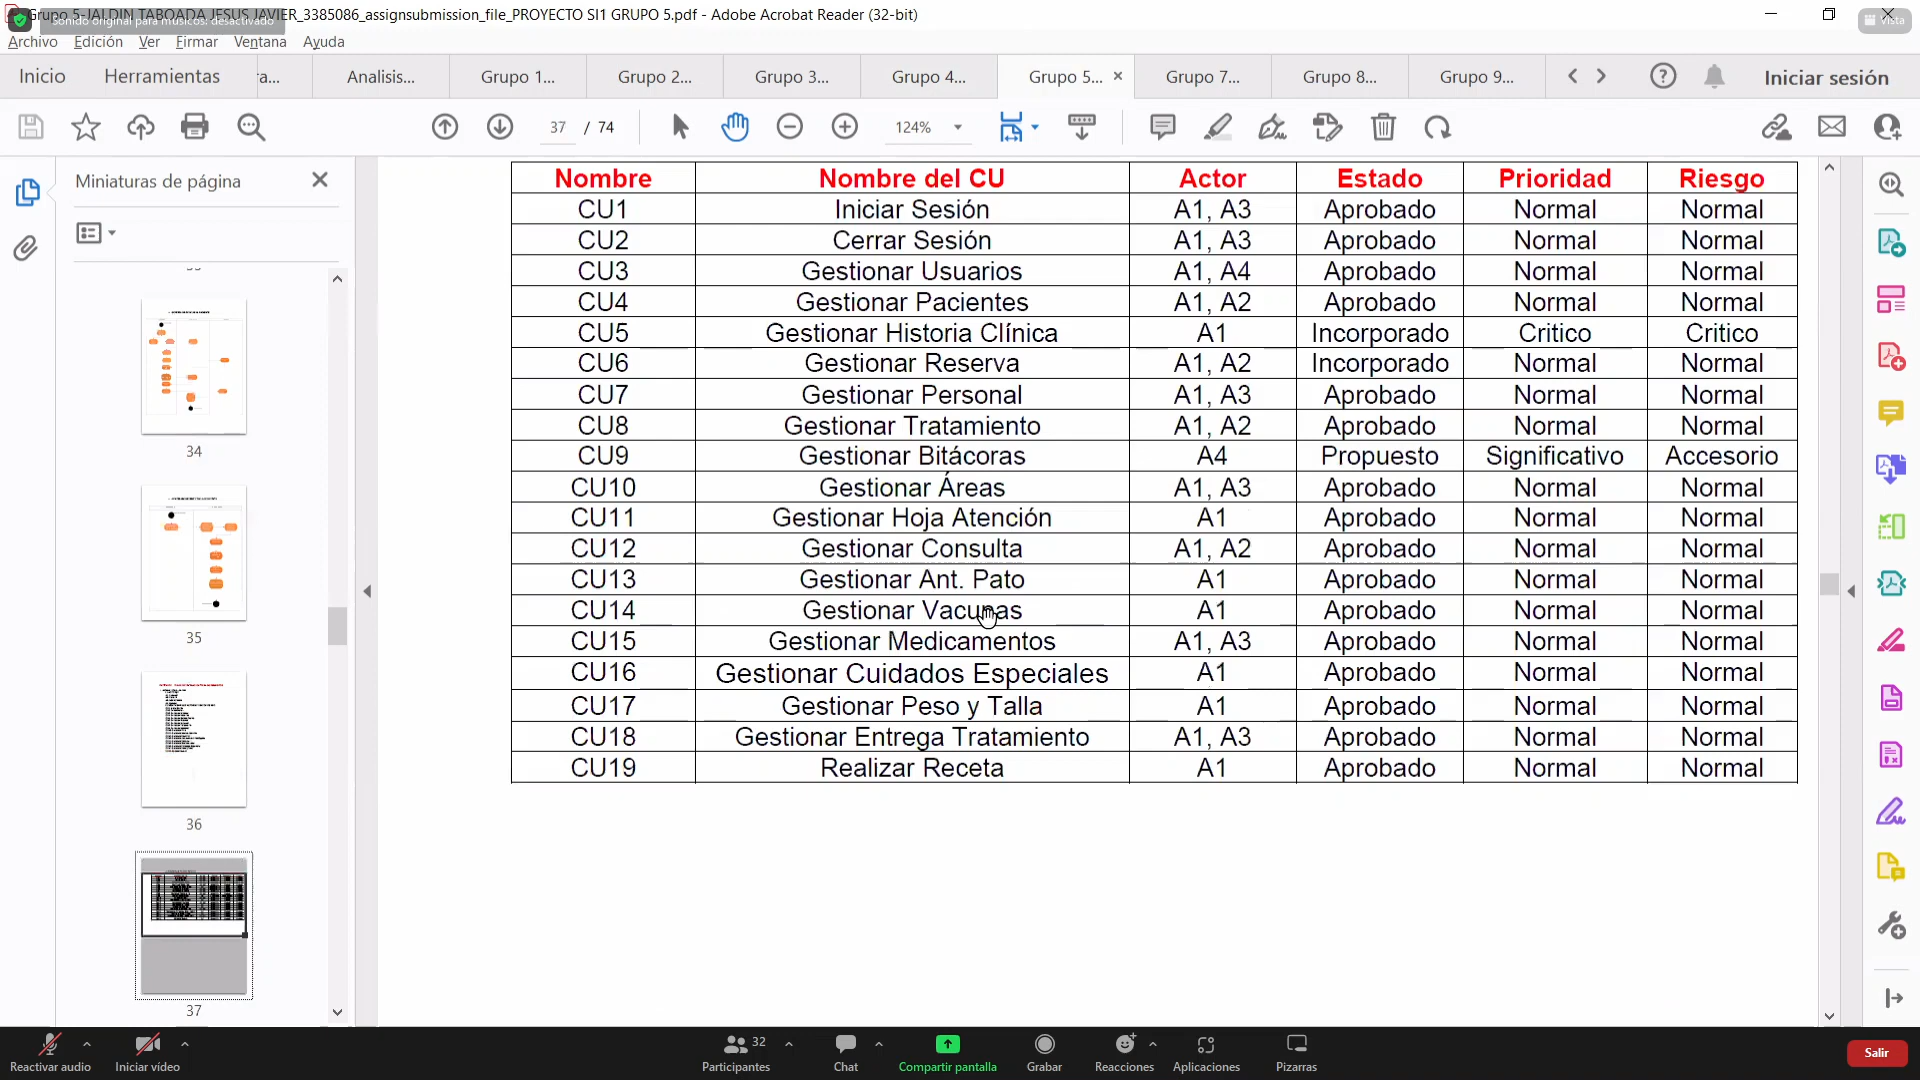 Grupo 5-JALDIN TABOADA JESUS JAVIER_3385086_assignsubmission_file_PROYECTO SI1 GRUPO 5.pdf - Adobe Acrobat Reader (32-bit)
Sonido original para músicos: desactivado
Vista
Archivo Edición Ver Firmar Ventana Ayuda
Inicio Herramientas ra... Analisis... Grupo 1... Grupo 2... Grupo 3... Grupo 4... Grupo 5... Grupo 7... Grupo 8... Grupo 9... Iniciar sesión
37 / 74 124%
Miniaturas de página
34
35
36
37
Nombre Nombre del CU Actor Estado Prioridad Riesgo
CU1 Iniciar Sesión A1, A3 Aprobado Normal Normal
CU2 Cerrar Sesión A1, A3 Aprobado Normal Normal
CU3 Gestionar Usuarios A1, A4 Aprobado Normal Normal
CU4 Gestionar Pacientes A1, A2 Aprobado Normal Normal
CU5 Gestionar Historia Clínica A1 Incorporado Critico Critico
CU6 Gestionar Reserva A1, A2 Incorporado Normal Normal
CU7 Gestionar Personal A1, A3 Aprobado Normal Normal
CU8 Gestionar Tratamiento A1, A2 Aprobado Normal Normal
CU9 Gestionar Bitácoras A4 Propuesto Significativo Accesorio
CU10 Gestionar Áreas A1, A3 Aprobado Normal Normal
CU11 Gestionar Hoja Atención A1 Aprobado Normal Normal
CU12 Gestionar Consulta A1, A2 Aprobado Normal Normal
CU13 Gestionar Ant. Pato A1 Aprobado Normal Normal
CU14 Gestionar Vacunas A1 Aprobado Normal Normal
CU15 Gestionar Medicamentos A1, A3 Aprobado Normal Normal
CU16 Gestionar Cuidados Especiales A1 Aprobado Normal Normal
CU17 Gestionar Peso y Talla A1 Aprobado Normal Normal
CU18 Gestionar Entrega Tratamiento A1, A3 Aprobado Normal Normal
CU19 Realizar Receta A1 Aprobado Normal Normal
32
Reactivar audio Iniciar vídeo Participantes Chat Compartir pantalla Grabar Reacciones Aplicaciones Pizarras Salir